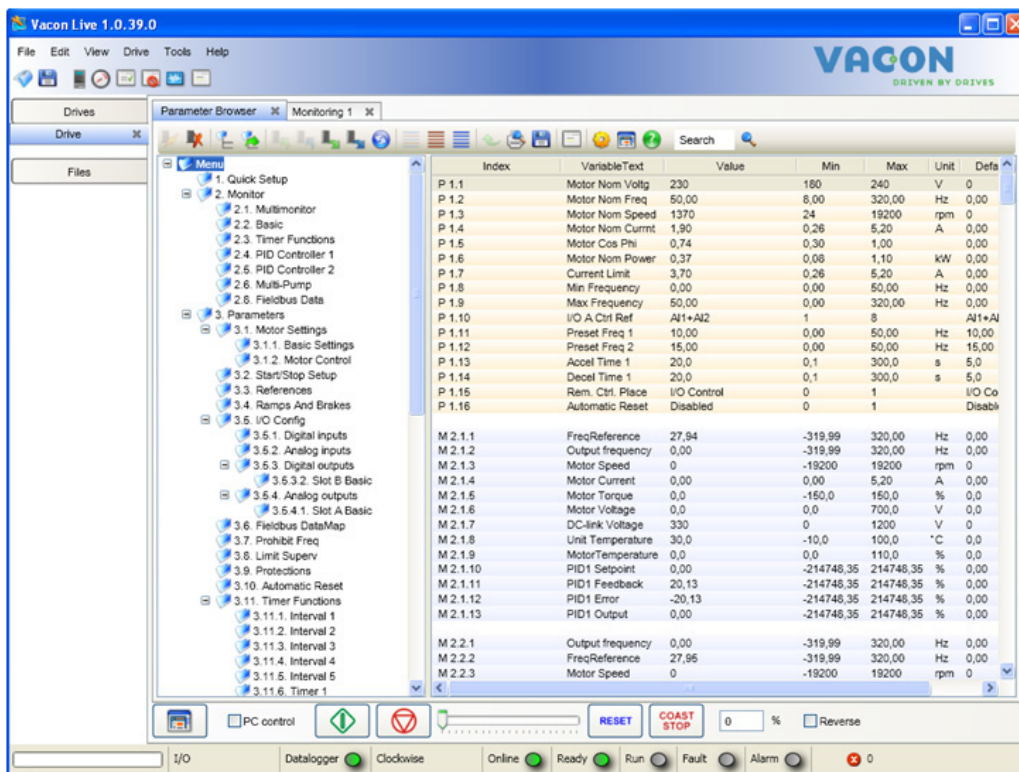 Vacon Live 1.0.39.0
File Edit View Drive Tools Help
VACON
DRIVEN BY DRIVES
Drives
Drive
Files
Parameter Browser Monitoring 1
Search
Menu
1. Quick Setup
2. Monitor
2.1. Multimonitor
2.2. Basic
2.3. Timer Functions
2.4. PID Controller 1
2.5. PID Controller 2
2.6. Multi-Pump
2.8. Fieldbus Data
3. Parameters
3.1. Motor Settings
3.1.1. Basic Settings
3.1.2. Motor Control
3.2. Start/Stop Setup
3.3. References
3.4. Ramps And Brakes
3.5. I/O Config
3.5.1. Digital inputs
3.5.2. Analog inputs
3.5.3. Digital outputs
3.5.3.2. Slot B Basic
3.5.4. Analog outputs
3.5.4.1. Slot A Basic
3.6. Fieldbus DataMap
3.7. Prohibit Freq
3.8. Limit Superv
3.9. Protections
3.10. Automatic Reset
3.11. Timer Functions
3.11.1. Interval 1
3.11.2. Interval 2
3.11.3. Interval 3
3.11.4. Interval 4
3.11.5. Interval 5
3.11.6. Timer 1
Index VariableText Value Min Max Unit Defa
P 1.1 Motor Nom Voltg 230 180 240 V 0
P 1.2 Motor Nom Freq 50,00 8,00 320,00 Hz 0,00
P 1.3 Motor Nom Speed 1370 24 19200 rpm 0
P 1.4 Motor Nom Currnt 1,90 0,26 5,20 A 0,00
P 1.5 Motor Cos Phi 0,74 0,30 1,00 0,00
P 1.6 Motor Nom Power 0,37 0,08 1,10 kW 0,00
P 1.7 Current Limit 3,70 0,26 5,20 A 0,00
P 1.8 Min Frequency 0,00 0,00 50,00 Hz 0,00
P 1.9 Max Frequency 50,00 0,00 320,00 Hz 0,00
P 1.10 I/O A Ctrl Ref AI1+AI2 1 8 AI1+AI
P 1.11 Preset Freq 1 10,00 0,00 50,00 Hz 10,00
P 1.12 Preset Freq 2 15,00 0,00 50,00 Hz 15,00
P 1.13 Accel Time 1 20,0 0,1 300,0 s 5,0
P 1.14 Decel Time 1 20,0 0,1 300,0 s 5,0
P 1.15 Rem. Ctrl. Place I/O Control 0 1 I/O Co
P 1.16 Automatic Reset Disabled 0 1 Disabl
M 2.1.1 FreqReference 27,94 -319,99 320,00 Hz 0,00
M 2.1.2 Output frequency 0,00 -319,99 320,00 Hz 0,00
M 2.1.3 Motor Speed 0 -19200 19200 rpm 0
M 2.1.4 Motor Current 0,00 0,00 5,20 A 0,00
M 2.1.5 Motor Torque 0,0 -150,0 150,0 % 0,0
M 2.1.6 Motor Voltage 0,0 0,0 700,0 V 0,0
M 2.1.7 DC-link Voltage 330 0 1200 V 0
M 2.1.8 Unit Temperature 30,0 -10,0 100,0 °C 0,0
M 2.1.9 MotorTemperature 0,0 0,0 110,0 % 0,0
M 2.1.10 PID1 Setpoint 0,00 -214748,35 214748,35 % 0,00
M 2.1.11 PID1 Feedback 20,13 -214748,35 214748,35 % 0,00
M 2.1.12 PID1 Error -20,13 -214748,35 214748,35 % 0,00
M 2.1.13 PID1 Output 0,00 -214748,35 214748,35 % 0,00
M 2.2.1 Output frequency 0,00 -319,99 320,00 Hz 0,00
M 2.2.2 FreqReference 27,95 -319,99 320,00 Hz 0,00
M 2.2.3 Motor Speed 0 -19200 19200 rpm 0
PC control RESET COAST STOP 0 % Reverse
I/O Datalogger Clockwise Online Ready Run Fault Alarm 0